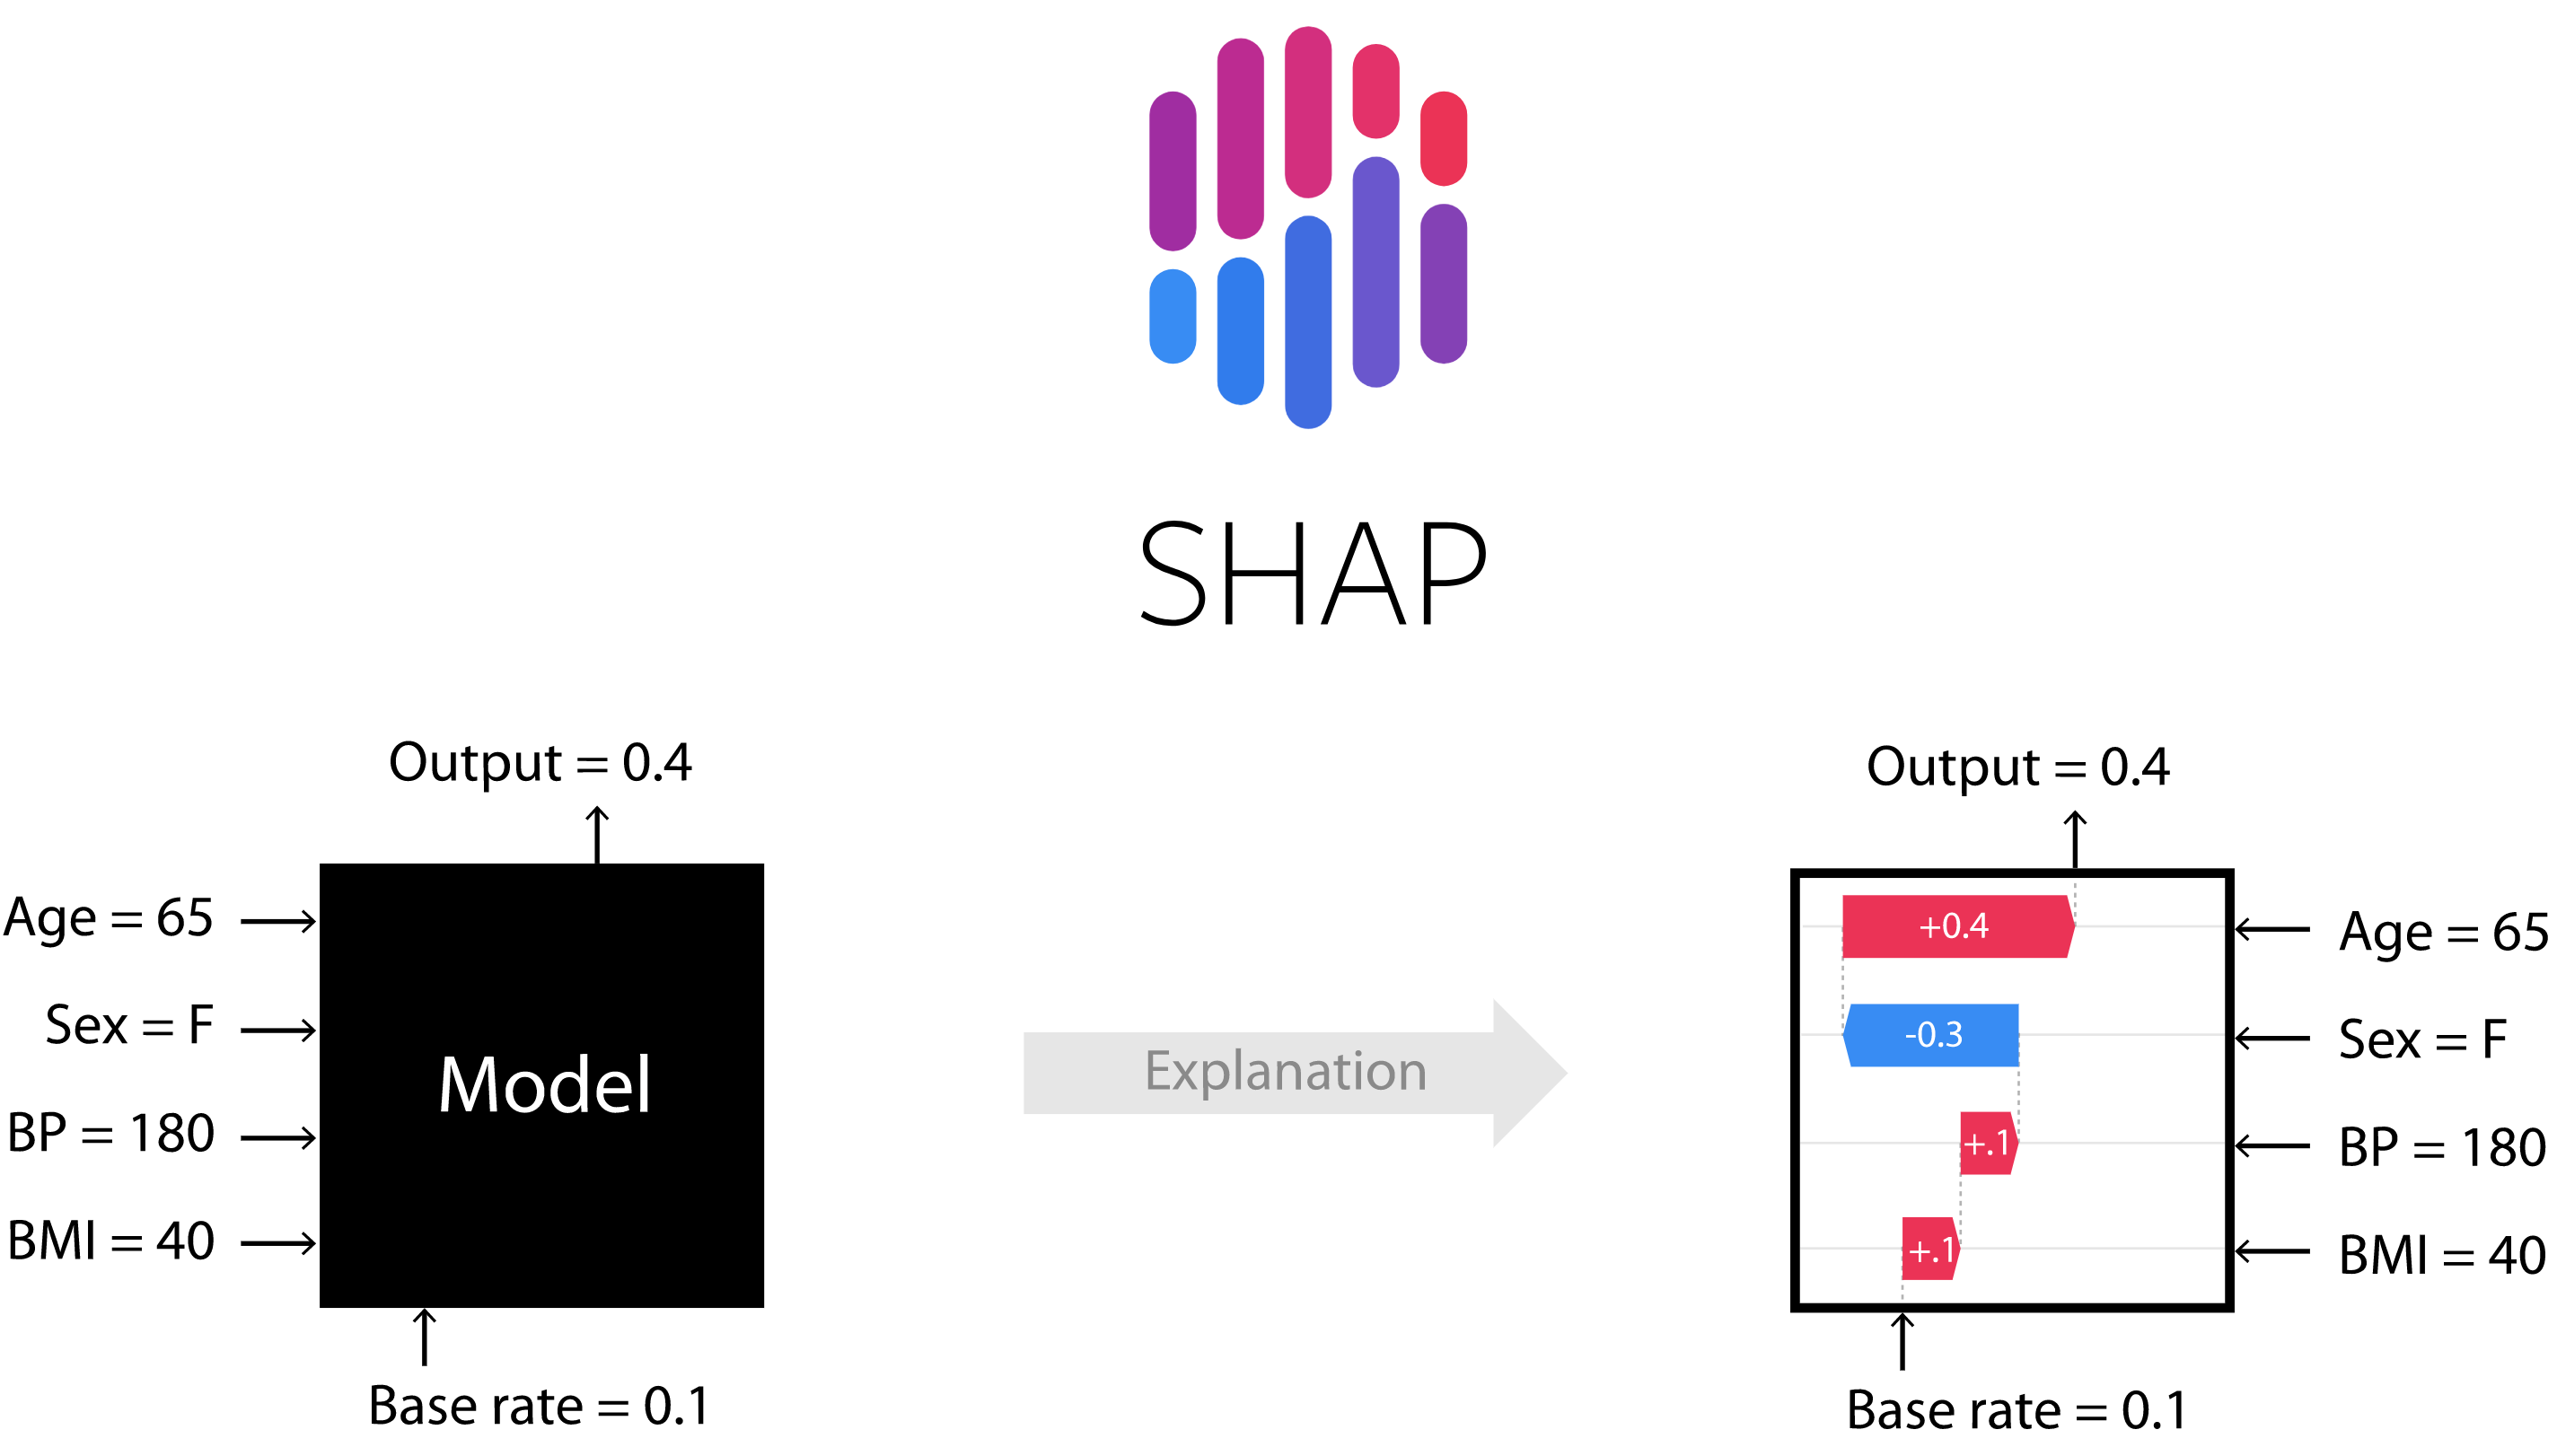 SHAP
Output = 0.4
Age = 65
Sex = F
BP = 180
BMI = 40
Model
Base rate = 0.1
Explanation
Output = 0.4
+0.4
-0.3
+.1
+.1
Age = 65
Sex = F
BP = 180
BMI = 40
Base rate = 0.1